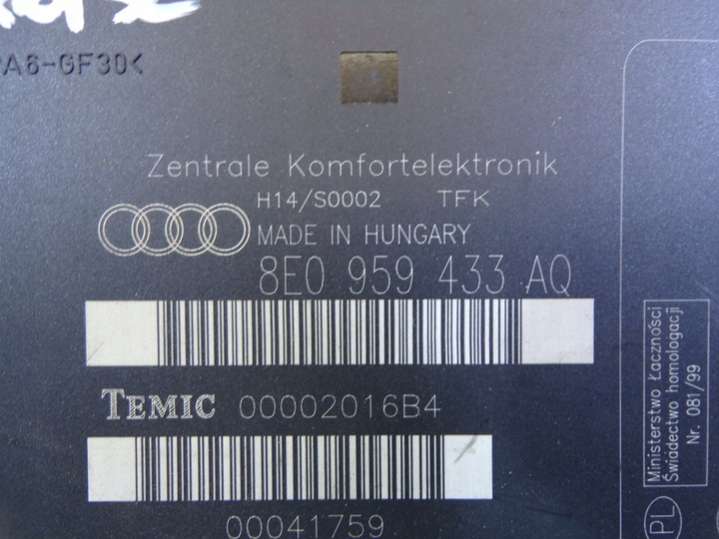 A6-GF30<
Zentrale Komfortelektronik
H14/S0002 TFK
MADE IN HUNGARY
8E0 959 433 AQ
TEMIC 00002016B4
00041759
Ministerstwo Łaczności
Świadectwo homologacji
Nr. 081/99
PL